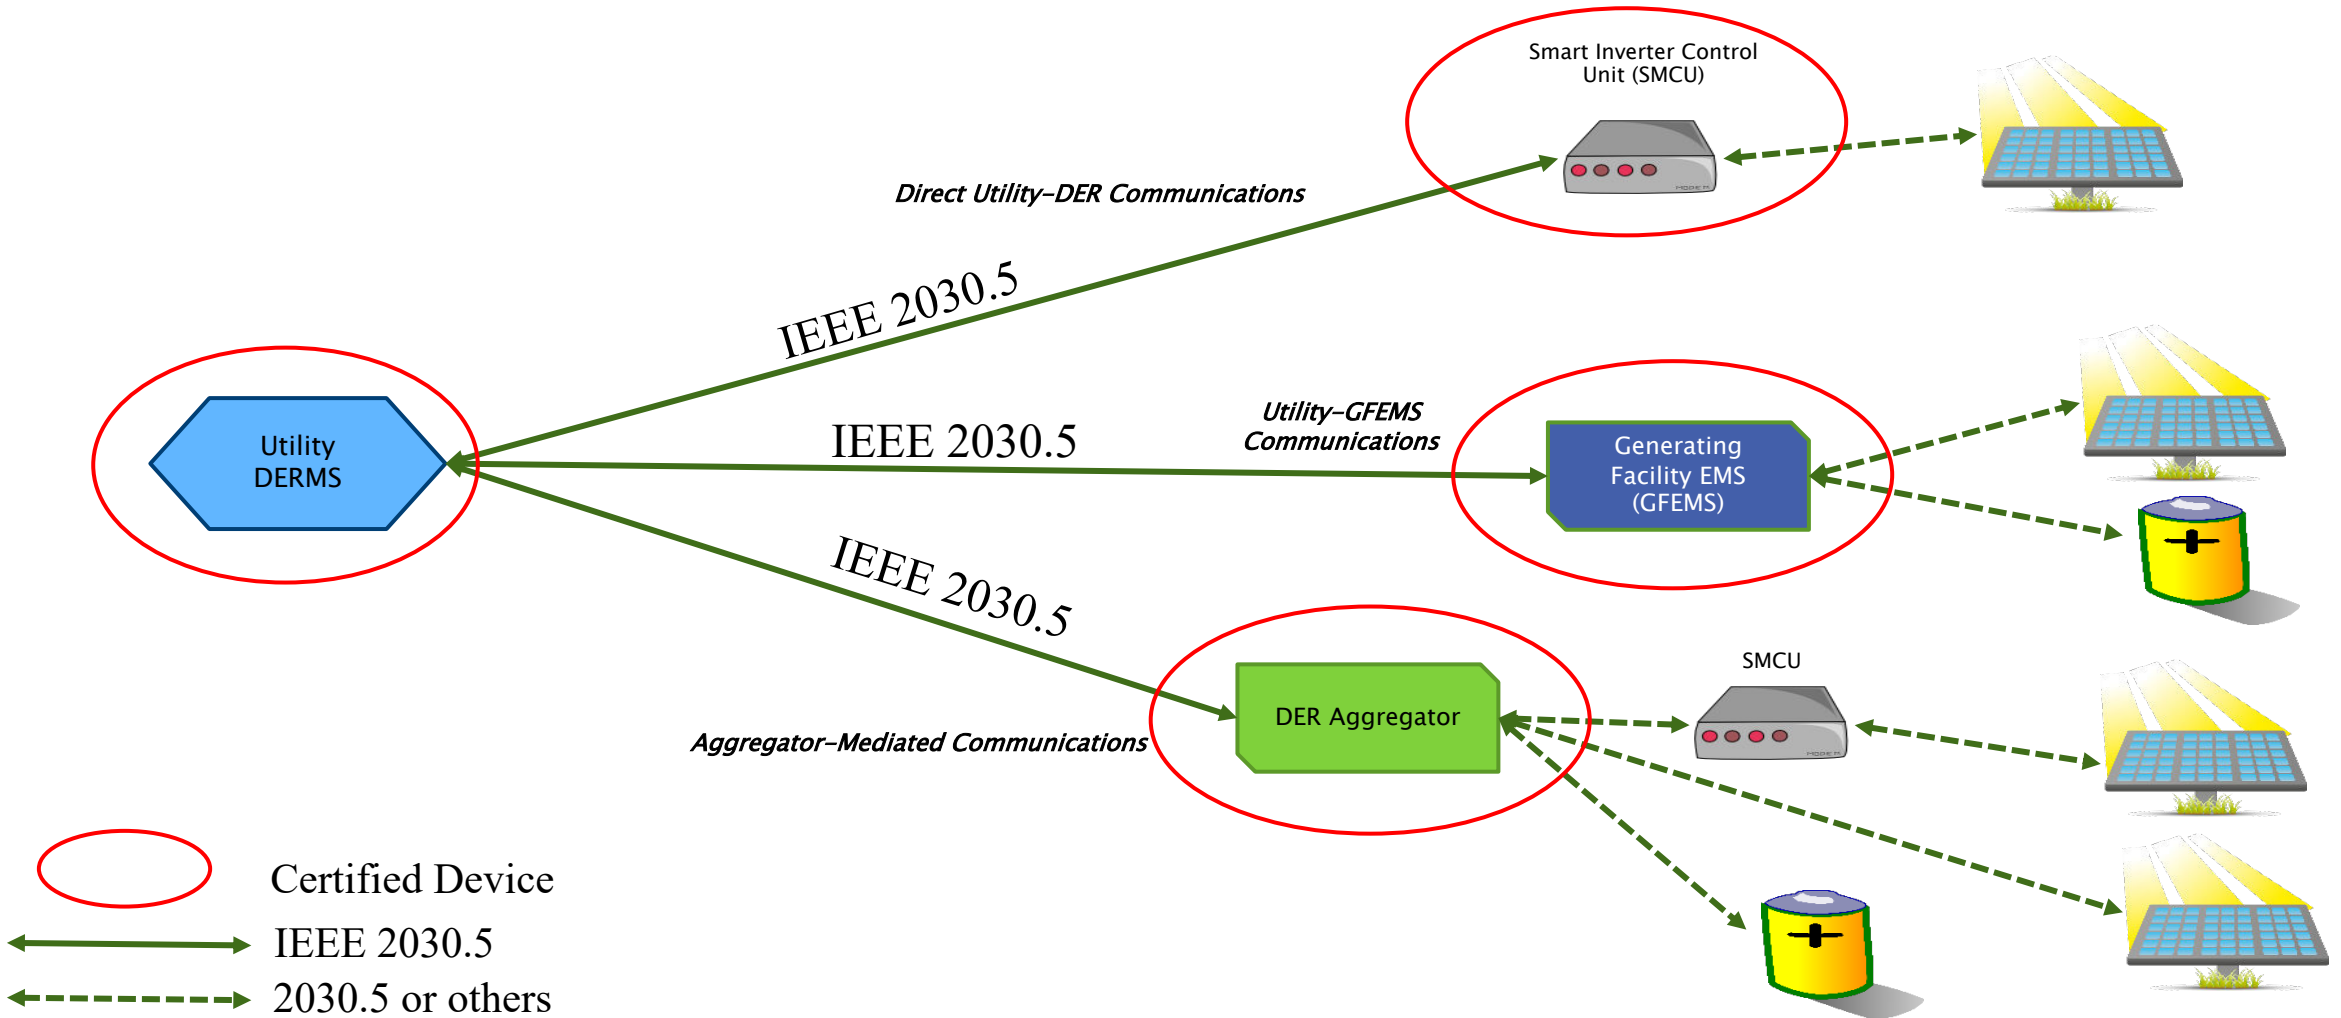 Smart Inverter Control
Unit (SMCU)
MODEM
Direct Utility-DER Communications
IEEE 2030.5
Utility
DERMS
IEEE 2030.5
Utility-GFEMS
Communications
Generating
Facility EMS
(GFEMS)
IEEE 2030.5
SMCU
MODEM
DER Aggregator
Aggregator-Mediated Communications
Certified Device
IEEE 2030.5
2030.5 or others